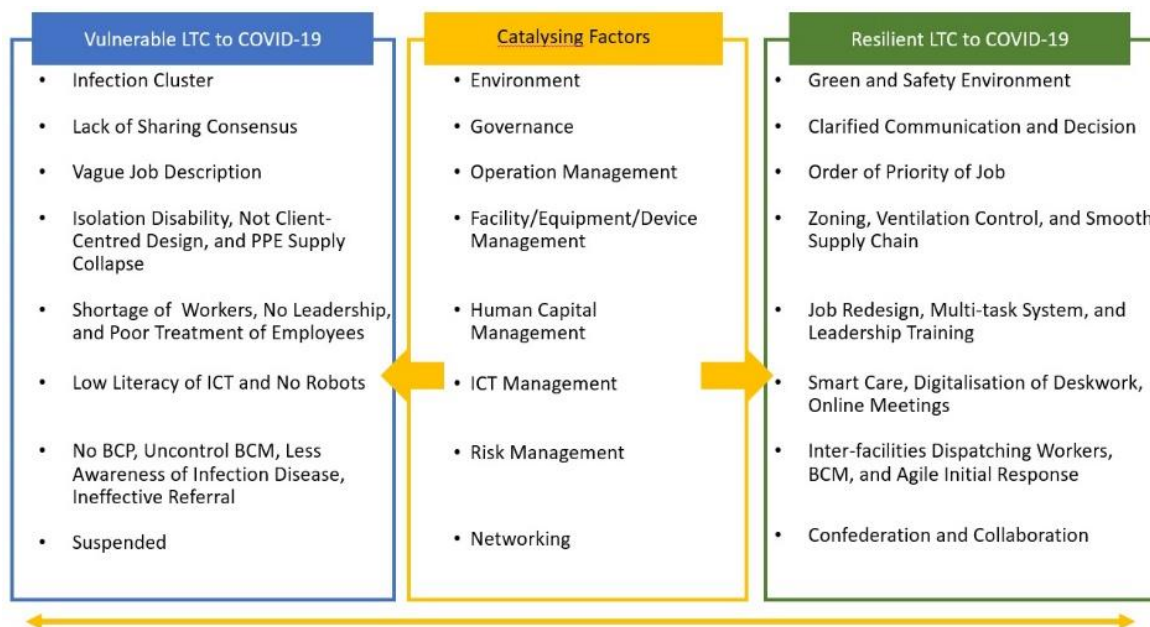 Vulnerable LTC to COVID-19
• Infection Cluster
• Lack of Sharing Consensus
• Vague Job Description
• Isolation Disability, Not Client-
Centred Design, and PPE Supply
Collapse
• Shortage of Workers, No Leadership,
and Poor Treatment of Employees
• Low Literacy of ICT and No Robots
• No BCP, Uncontrol BCM, Less
Awareness of Infection Disease,
Ineffective Referral
• Suspended
Catalysing Factors
• Environment
• Governance
• Operation Management
• Facility/Equipment/Device
Management
• Human Capital
Management
• ICT Management
• Risk Management
• Networking
Resilient LTC to COVID-19
• Green and Safety Environment
• Clarified Communication and Decision
• Order of Priority of Job
• Zoning, Ventilation Control, and Smooth
Supply Chain
• Job Redesign, Multi-task System, and
Leadership Training
• Smart Care, Digitalisation of Deskwork,
Online Meetings
• Inter-facilities Dispatching Workers,
BCM, and Agile Initial Response
• Confederation and Collaboration